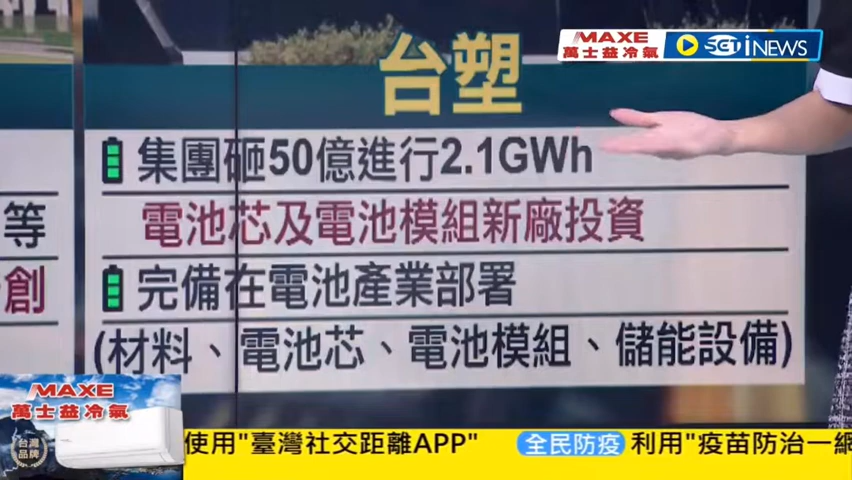 MAXE
萬士益冷氣
SET iNEWS
台塑
集團砸50億進行2.1GWh
等
電池芯及電池模組新廠投資
創
完備在電池產業部署
(材料、電池芯、電池模組、儲能設備)
MAXE
萬士益冷氣
台灣
品牌
使用"臺灣社交距離APP" 全民防疫 利用"疫苗防治一網